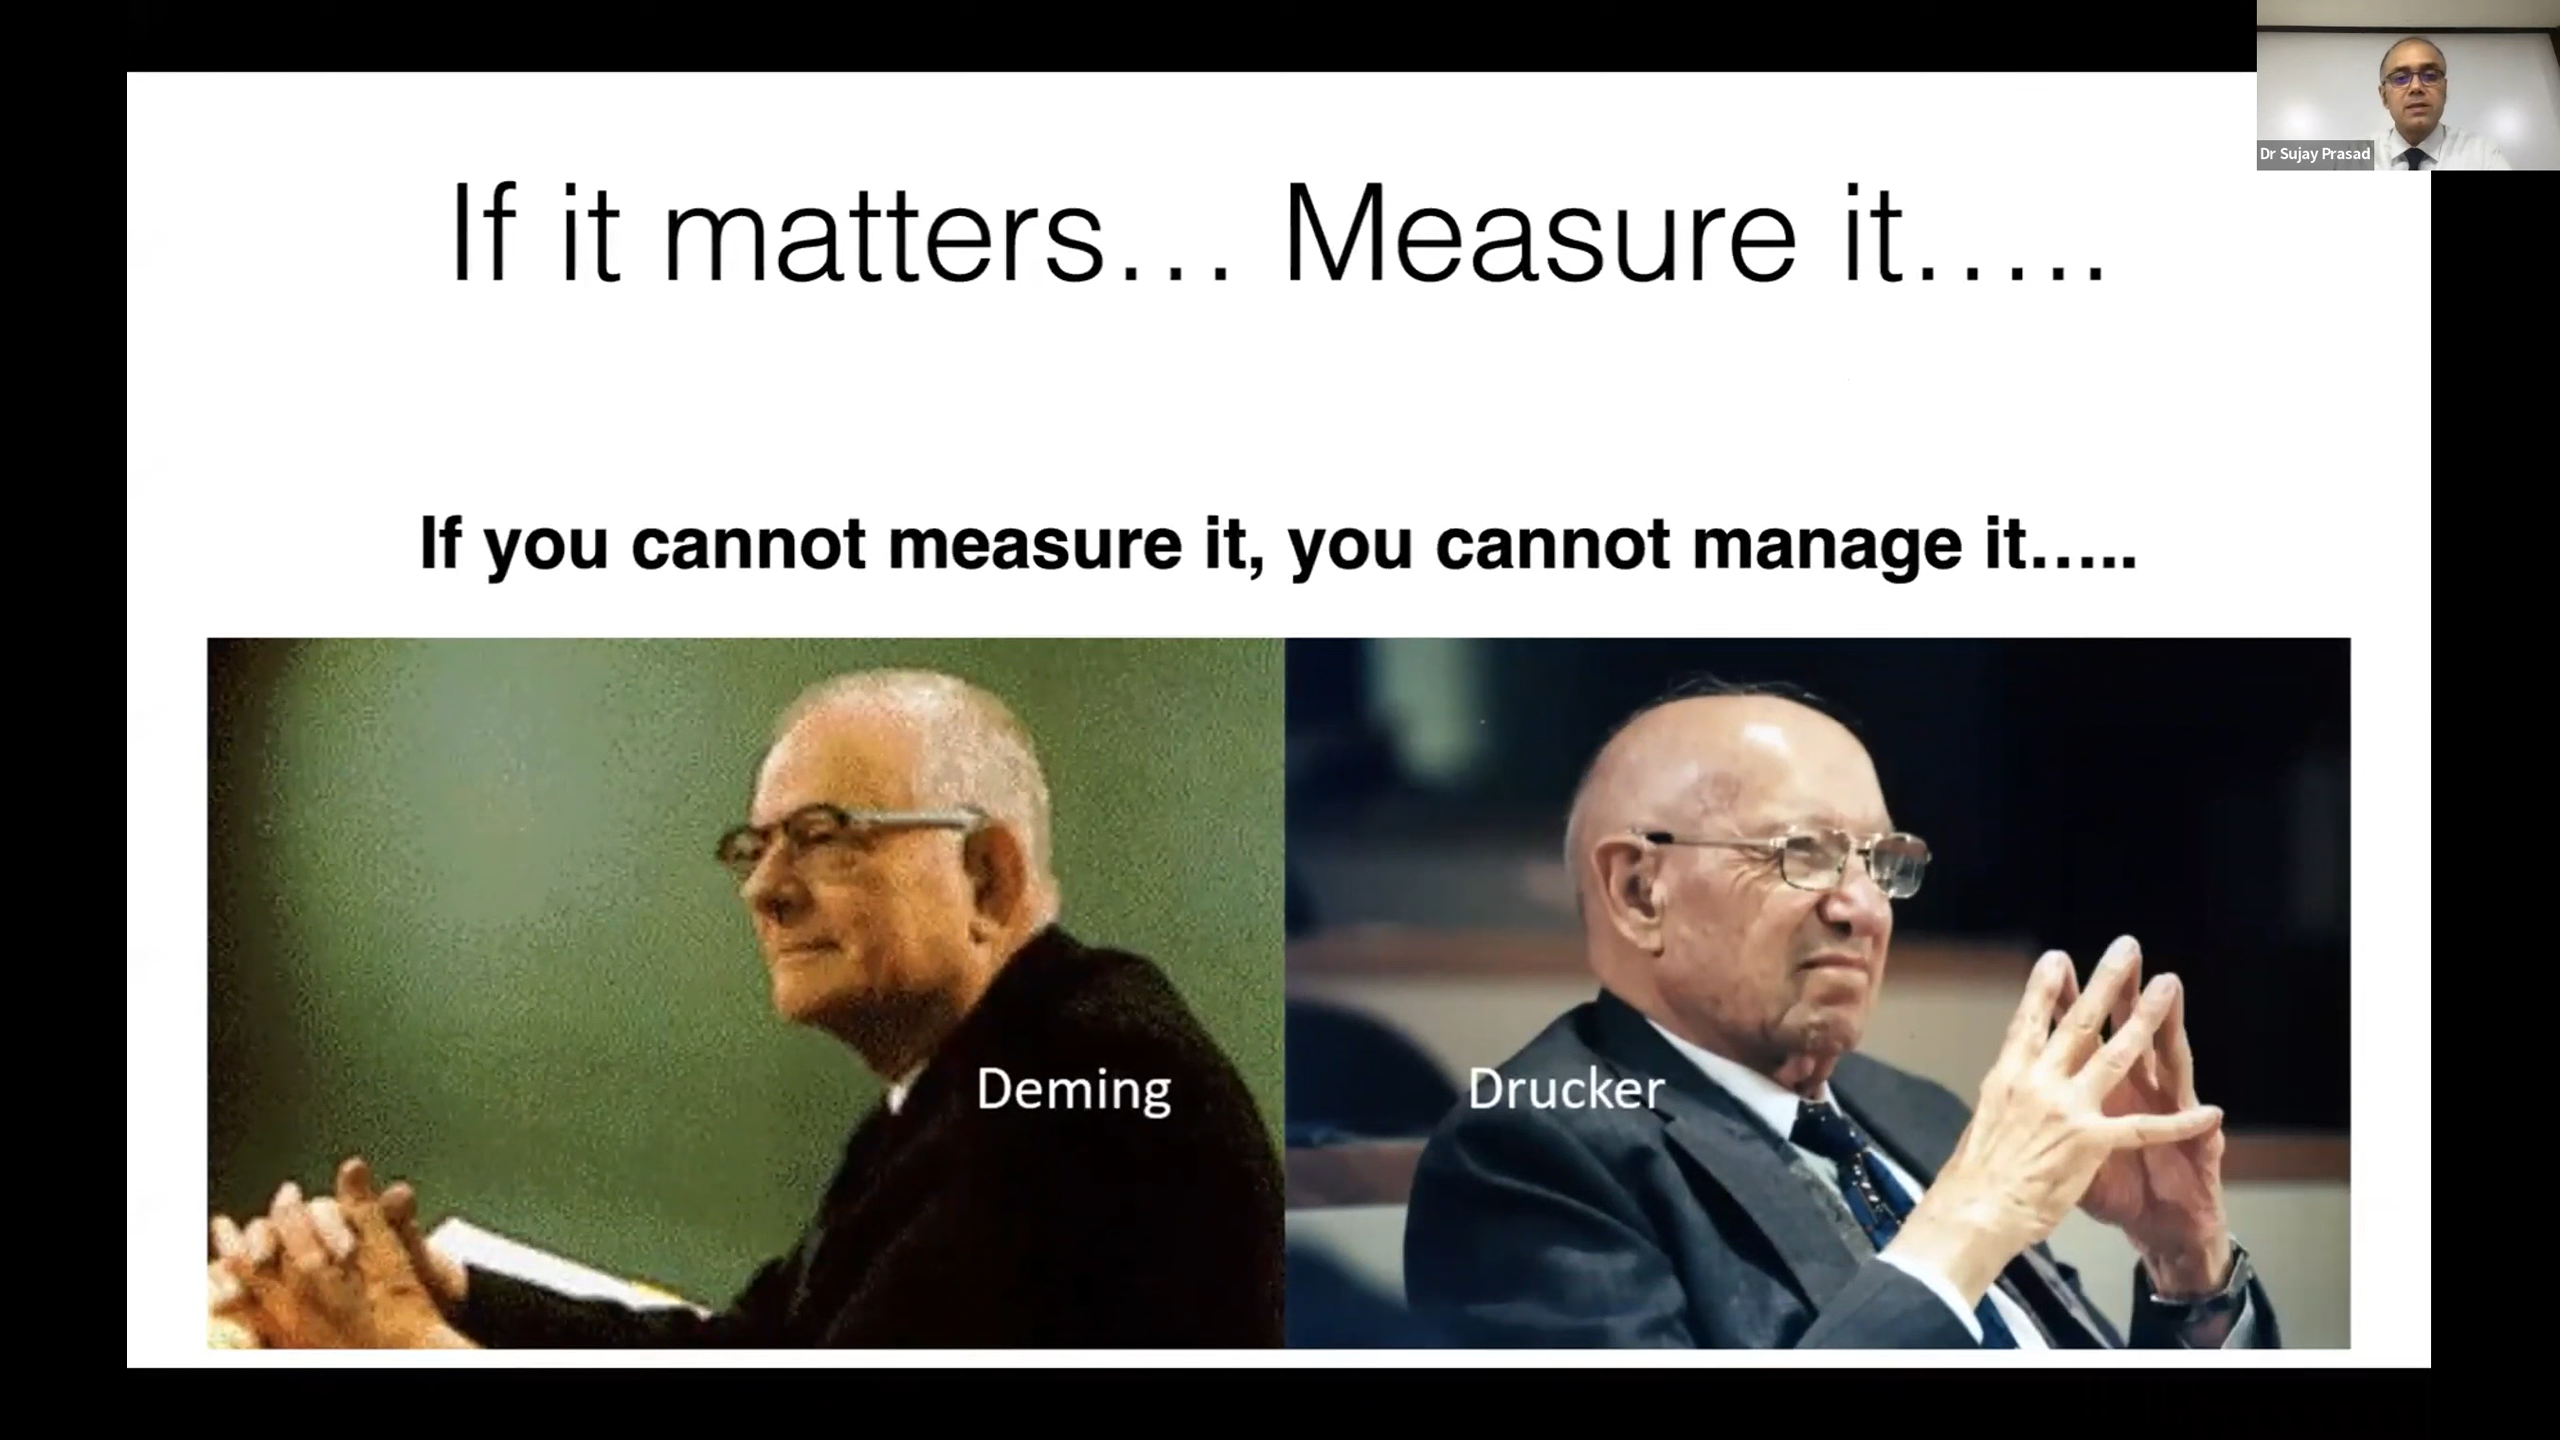 If it matters… Measure it…..
Dr Sujay Prasad
If you cannot measure it, you cannot manage it…..
Deming
Drucker